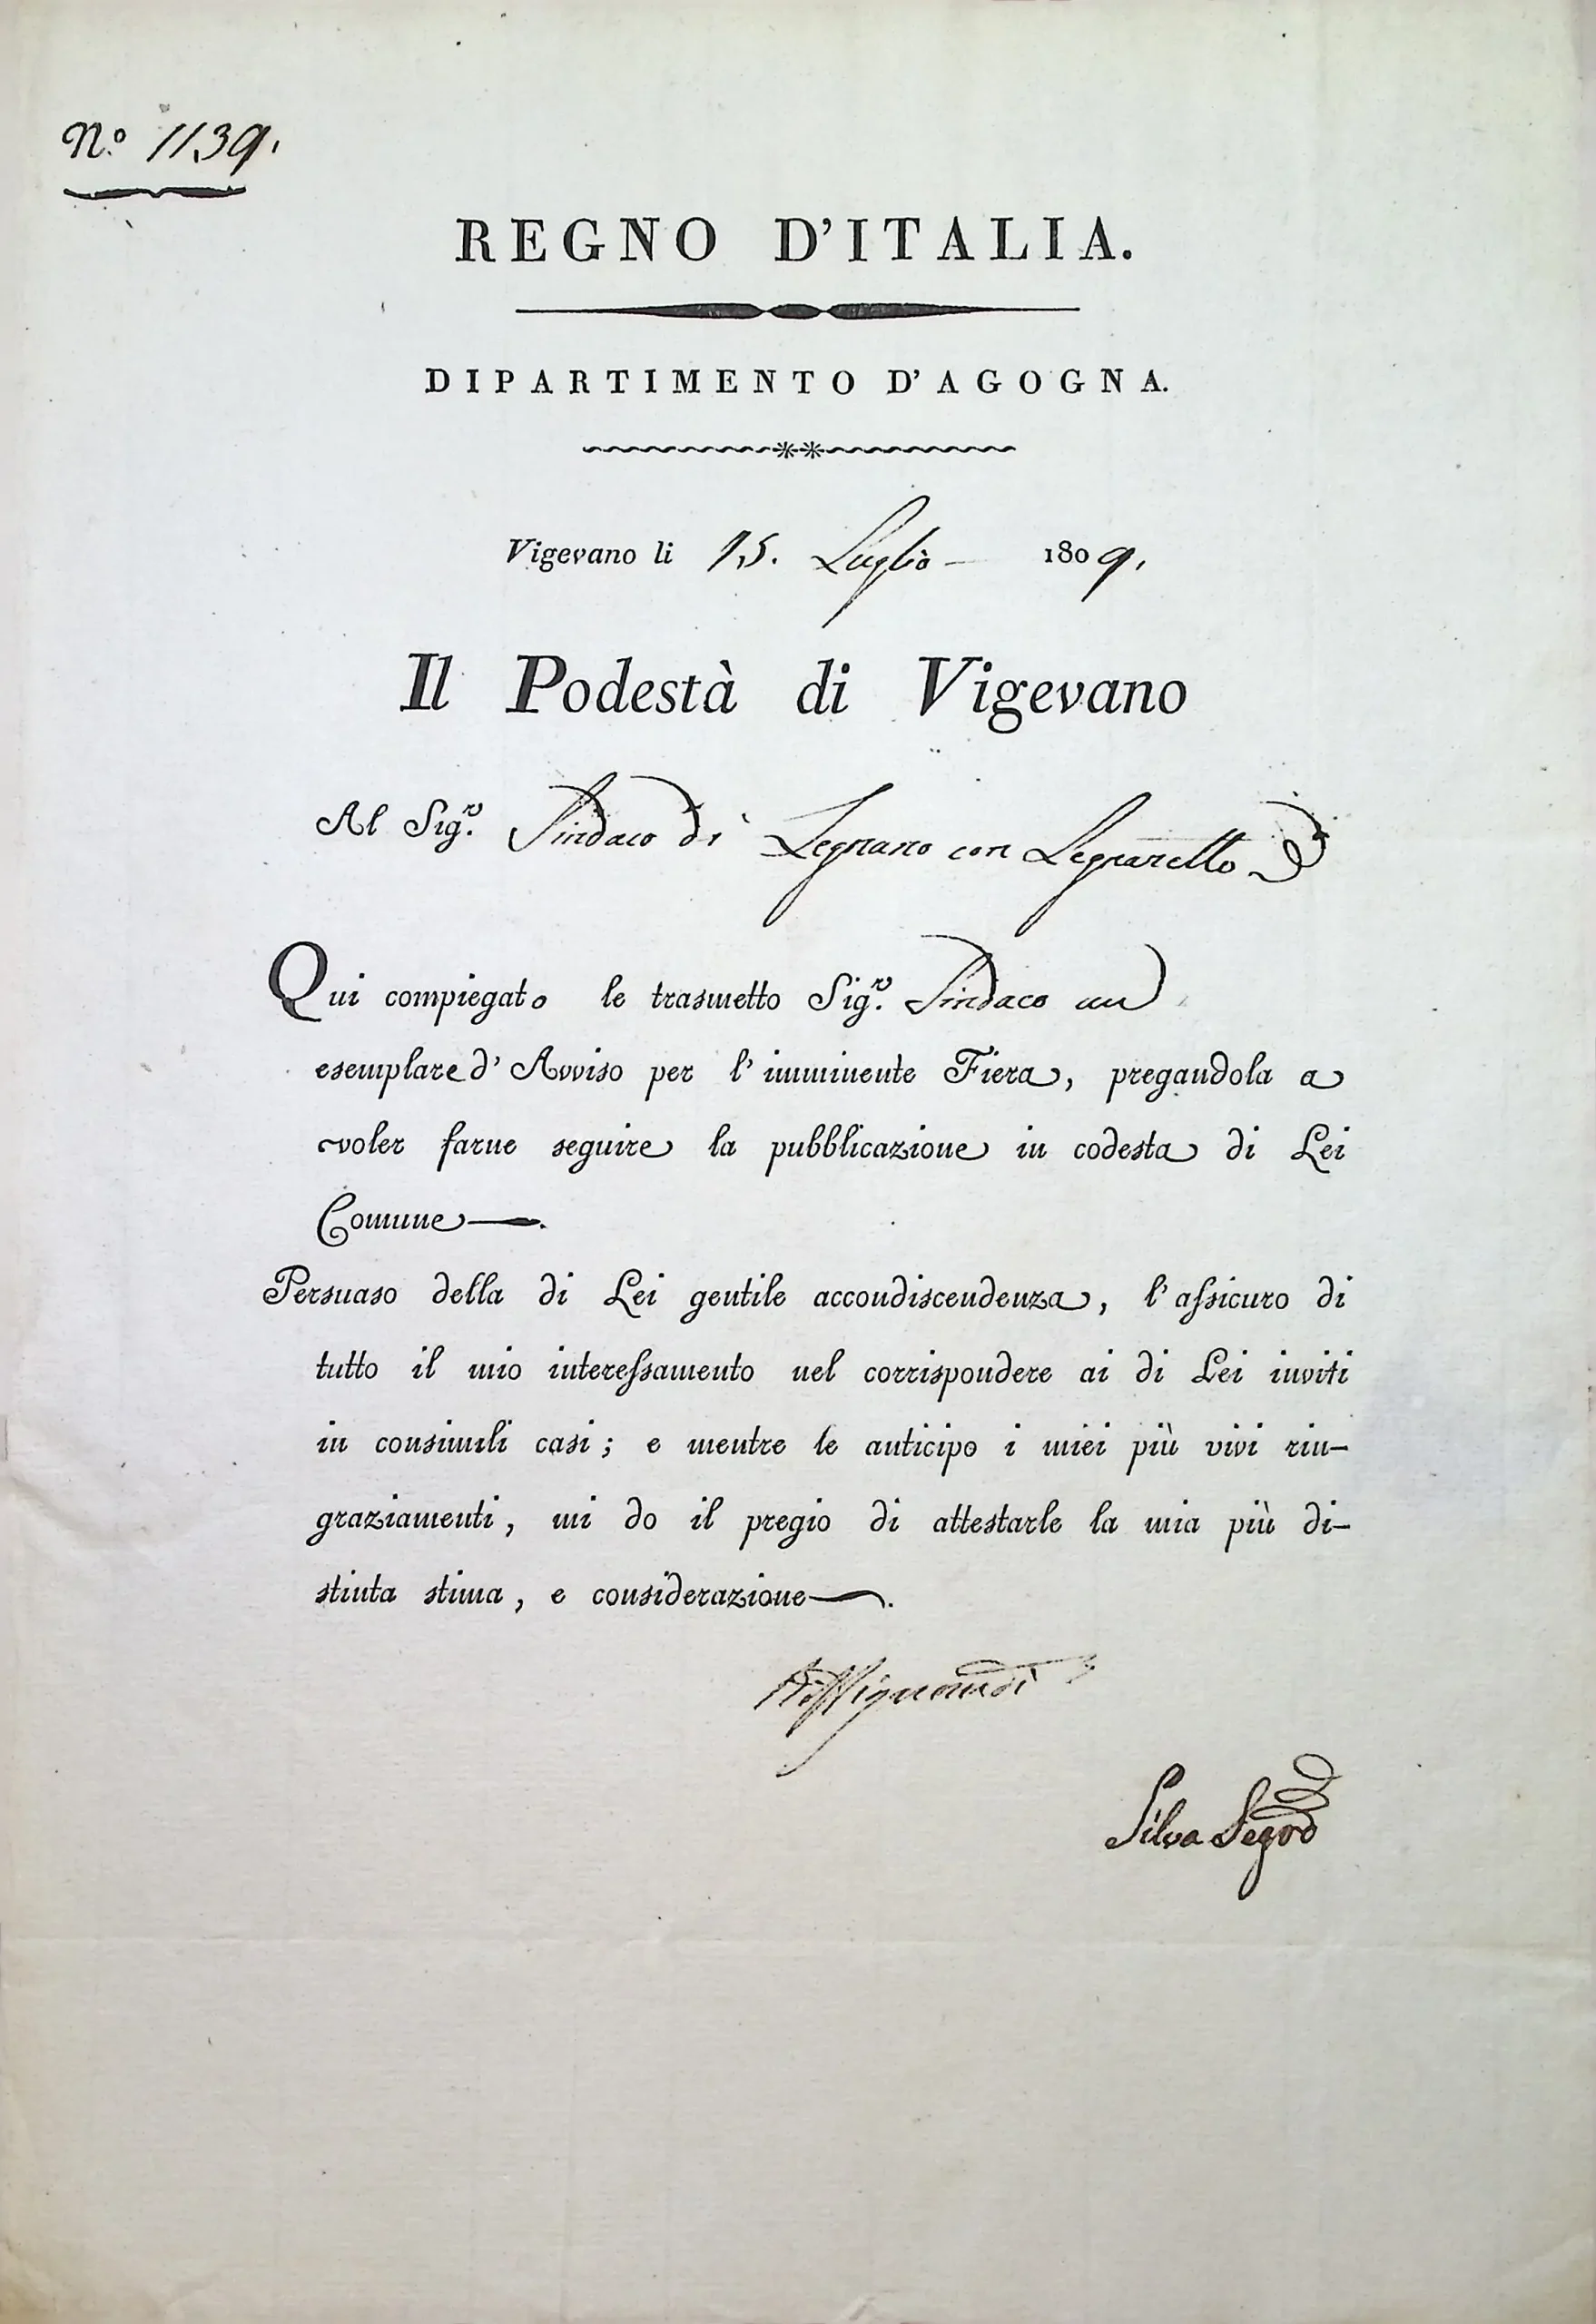 N.º 1139.
REGNO D'ITALIA.
DIPARTIMENTO D'AGOGNA.
Vigevano li 15. Luglio 1809.
Il Podestà di Vigevano
Al Sig.r Sindaco di Legnano con Legnarello
Qui compiegato le trasmetto Sig.r Sindaco un
esemplare d' Avviso per l' imminente Fiera, pregandola a
voler farne seguire la pubblicazione in codesta di Lei
Comune.
Persuaso della di Lei gentile accondiscendenza, l' assicuro di
tutto il mio interessamento nel corrispondere ai di Lei inviti
in consimili casi; e mentre le anticipo i miei più vivi rin-
graziamenti, mi do il pregio di attestarle la mia più di-
stinta stima, e considerazione.
Silva Segro